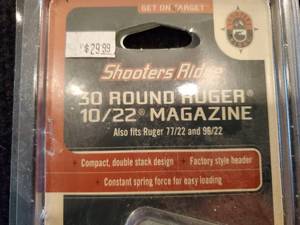 GET ON TARGET
$29.99
Shooters Ridge
30 ROUND RUGER®
10/22® MAGAZINE
Also fits Ruger 77/22 and 96/22
• Compact, double stack design • Factory style header
• Constant spring force for easy loading